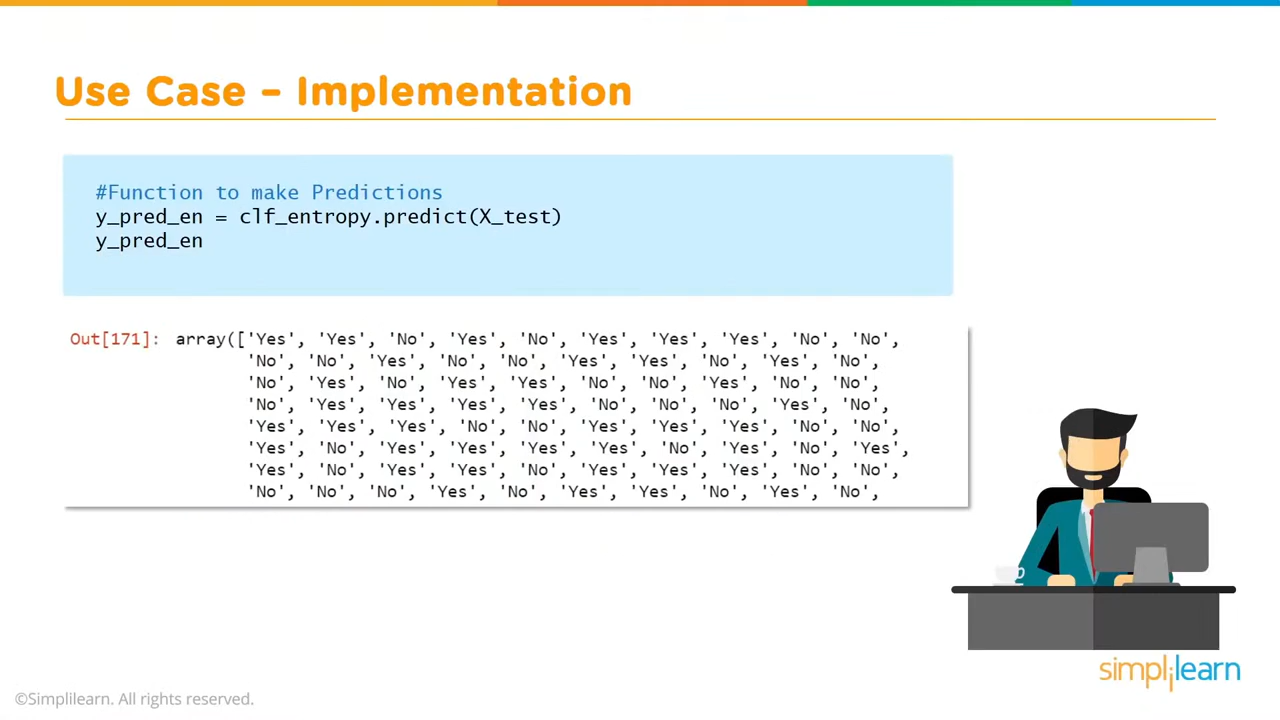 Use Case – Implementation
#Function to make Predictions
y_pred_en = clf_entropy.predict(X_test)
y_pred_en
Out[171]: array(['Yes', 'Yes', 'No', 'Yes', 'No', 'Yes', 'Yes', 'Yes', 'No', 'No',
'No', 'No', 'Yes', 'No', 'No', 'Yes', 'Yes', 'No', 'Yes', 'No',
'No', 'Yes', 'No', 'Yes', 'Yes', 'No', 'No', 'Yes', 'No', 'No',
'No', 'Yes', 'Yes', 'Yes', 'Yes', 'No', 'No', 'No', 'Yes', 'No',
'Yes', 'Yes', 'Yes', 'No', 'No', 'Yes', 'Yes', 'Yes', 'No', 'No',
'Yes', 'No', 'Yes', 'Yes', 'Yes', 'Yes', 'No', 'Yes', 'No', 'Yes',
'Yes', 'No', 'Yes', 'Yes', 'No', 'Yes', 'Yes', 'Yes', 'No', 'No',
'No', 'No', 'No', 'Yes', 'No', 'Yes', 'Yes', 'No', 'Yes', 'No',
simplilearn
©Simplilearn. All rights reserved.